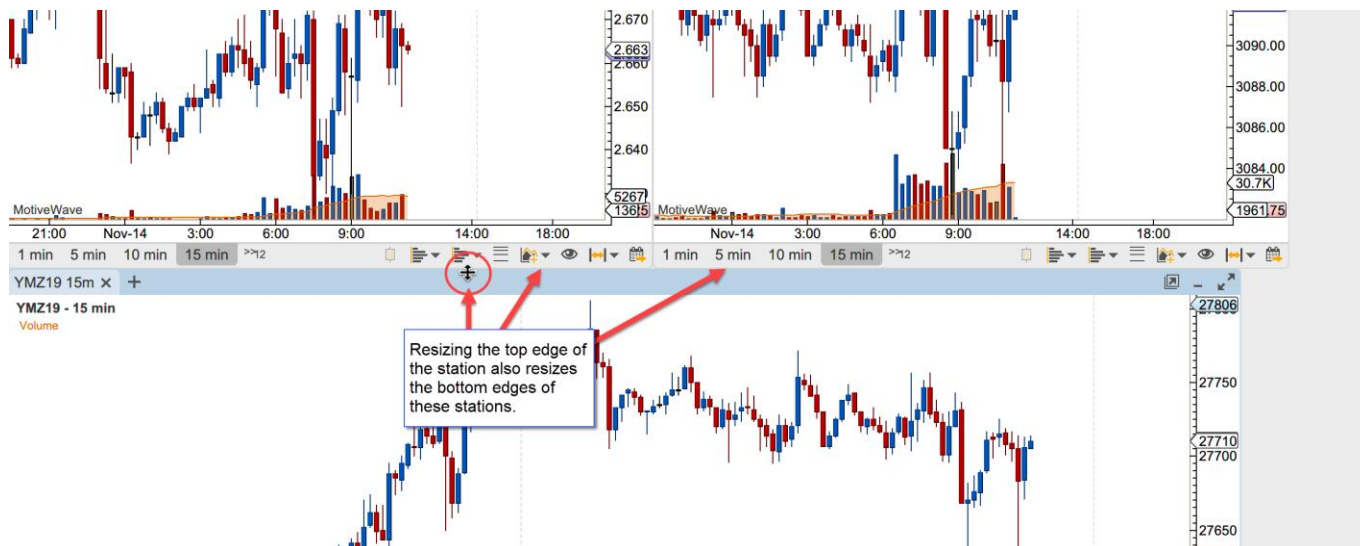 2.670
2.663
2.660
2.650
2.640
5267
MotiveWave
21:00 Nov-14 3:00 6:00 9:00 14:00 18:00
1 min 5 min 10 min 15 min >>12
3090.00
3088.00
3086.00
3084.00
30.7K
1961.75
MotiveWave
Nov-14 3:00 6:00 9:00 14:00 18:00
1 min 5 min 10 min 15 min >>12
YMZ19 15m × +
YMZ19 - 15 min
Volume
Resizing the top edge of
the station also resizes
the bottom edges of
these stations.
27806
27750
27710
27700
27650